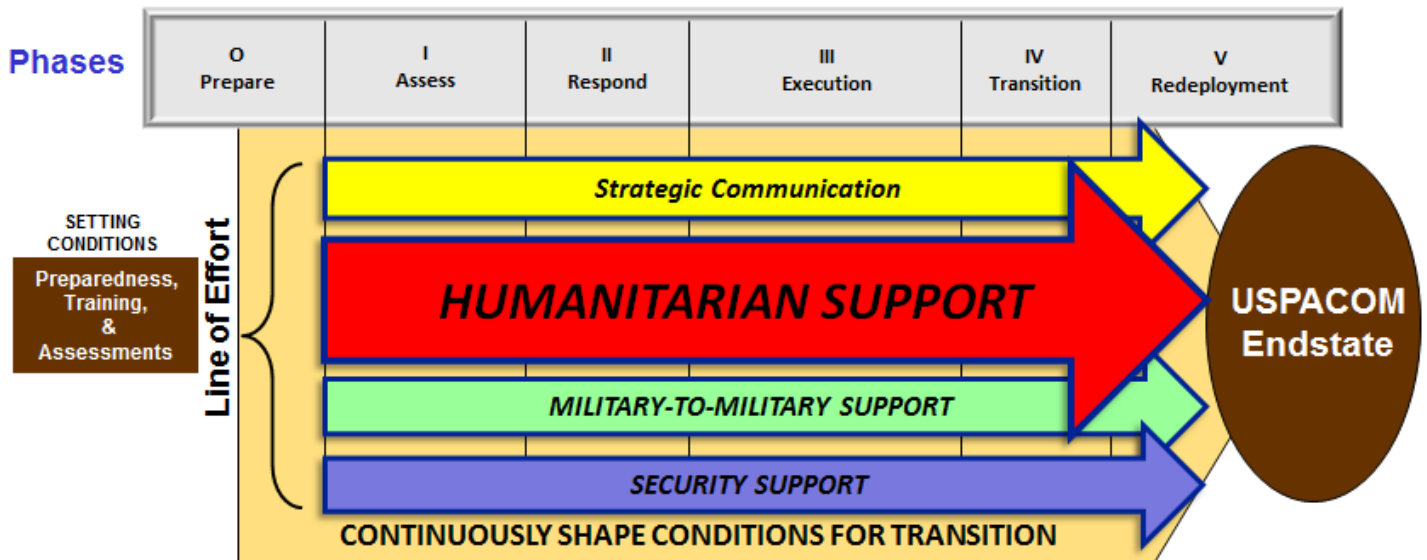 Phases
O
Prepare
I
Assess
II
Respond
III
Execution
IV
Transition
V
Redeployment
SETTING
CONDITIONS
Preparedness,
Training,
&
Assessments
Line of Effort
Strategic Communication
HUMANITARIAN SUPPORT
MILITARY-TO-MILITARY SUPPORT
SECURITY SUPPORT
CONTINUOUSLY SHAPE CONDITIONS FOR TRANSITION
USPACOM
Endstate